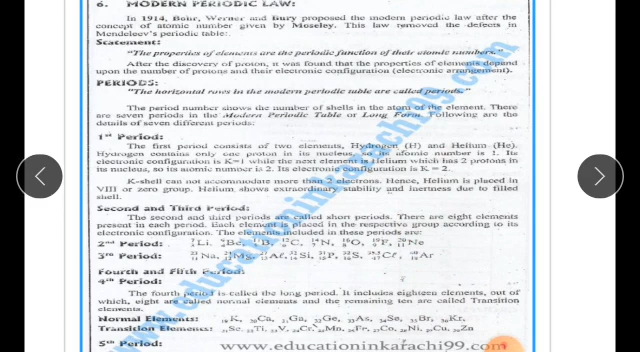 6. MODERN PERIODIC LAW:
In 1914, Bohr, Werner and Bury proposed the modern periodic law after the
concept of atomic number given by Moseley. This law removed the defects in
Mendeleev's periodic table:
Statement:
"The properties of elements are the periodic function of their atomic numbers."
After the discovery of proton, it was found that the properties of elements depend
upon the number of protons and their electronic configuration (electronic arrangement).
PERIODS:
"The horizontal rows in the modern periodic table are called periods."
The period number shows the number of shells in the atom of the element. There
are seven periods in the Modern Periodic Table or Long Form. Following are the
details of seven different periods:
1st Period:
The first period consists of two elements, Hydrogen (H) and Helium (He).
Hydrogen contains only one proton in its nucleus, so its atomic number is 1. Its
electronic configuration is K=1 while the next element is Helium which has 2 protons
in its nucleus, so its atomic number is 2. Its electronic configuration is K = 2.
K-shell can not accommodate more than 2 electrons. Hence, Helium is placed in
VIII or zero group. Helium shows extraordinary stability and inertness due to filled
shell.
Second and Third Period:
The second and third periods are called short periods. There are eight elements
present in each period. Each element is placed in the respective group according to its
electronic configuration. The elements included in these periods are:
2nd Period: Li, Be, B, C, N, O, F, Ne
3rd Period: Na, Mg, Al, Si, P, S, Ar
Fourth and Fifth Period:
4th Period:
The fourth period is called the long period. It includes eighteen elements, out of
which, eight are called normal elements and the remaining ten are called Transition
elements.
Normal Elements: 19K, 20Ca, 31Ga, 32Ge, 33As, 34Se, 35Br, 36Kr,
Transition Elements: 21Sc, 22Ti, 23V, 24Cr, 25Mn, 26Fe, 27Co, 28Ni, 29Cu, 30Zn
5th Period:
www.educationinkarachi99.com
www.educationinkarachi99.com